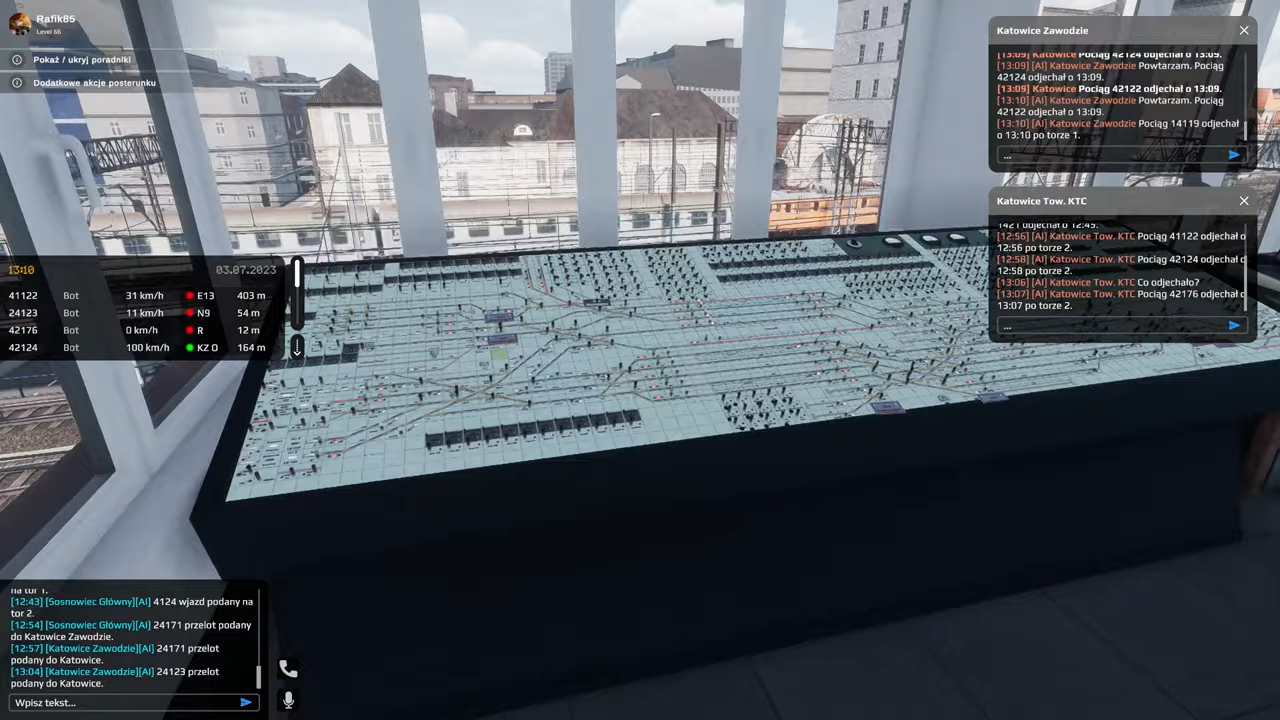 Rafik85
Level 66
Pokaż / ukryj poradniki
Dodatkowe akcje posterunku
13:10 03.07.2023
41122 Bot 31 km/h E13 403 m
24123 Bot 11 km/h N9 54 m
42176 Bot 0 km/h R 12 m
42124 Bot 100 km/h KZ O 164 m
Katowice Zawodzie
[13:09] Katowice Pociąg 42124 odjechał o 13:09.
[13:09] [AI] Katowice Zawodzie Powtarzam. Pociąg
42124 odjechał o 13:09.
[13:09] Katowice Pociąg 42122 odjechał o 13:09.
[13:10] [AI] Katowice Zawodzie Powtarzam. Pociąg
42122 odjechał o 13:09.
[13:10] [AI] Katowice Zawodzie Pociąg 14119 odjechał
o 13:10 po torze 1.
...
Katowice Tow. KTC
1421 odjechał o 12:45.
[12:56] [AI] Katowice Tow. KTC Pociąg 41122 odjechał o
12:56 po torze 2.
[12:58] [AI] Katowice Tow. KTC Pociąg 42124 odjechał o
12:58 po torze 2.
[13:06] [AI] Katowice Tow. KTC Co odjechało?
[13:07] [AI] Katowice Tow. KTC Pociąg 42176 odjechał o
13:07 po torze 2.
...
na tor 1.
[12:43] [Sosnowiec Główny][AI] 4124 wjazd podany na
tor 2.
[12:54] [Sosnowiec Główny][AI] 24171 przelot podany
do Katowice Zawodzie.
[12:57] [Katowice Zawodzie][AI] 24171 przelot
podany do Katowice.
[13:04] [Katowice Zawodzie][AI] 24123 przelot
podany do Katowice.
Wpisz tekst...